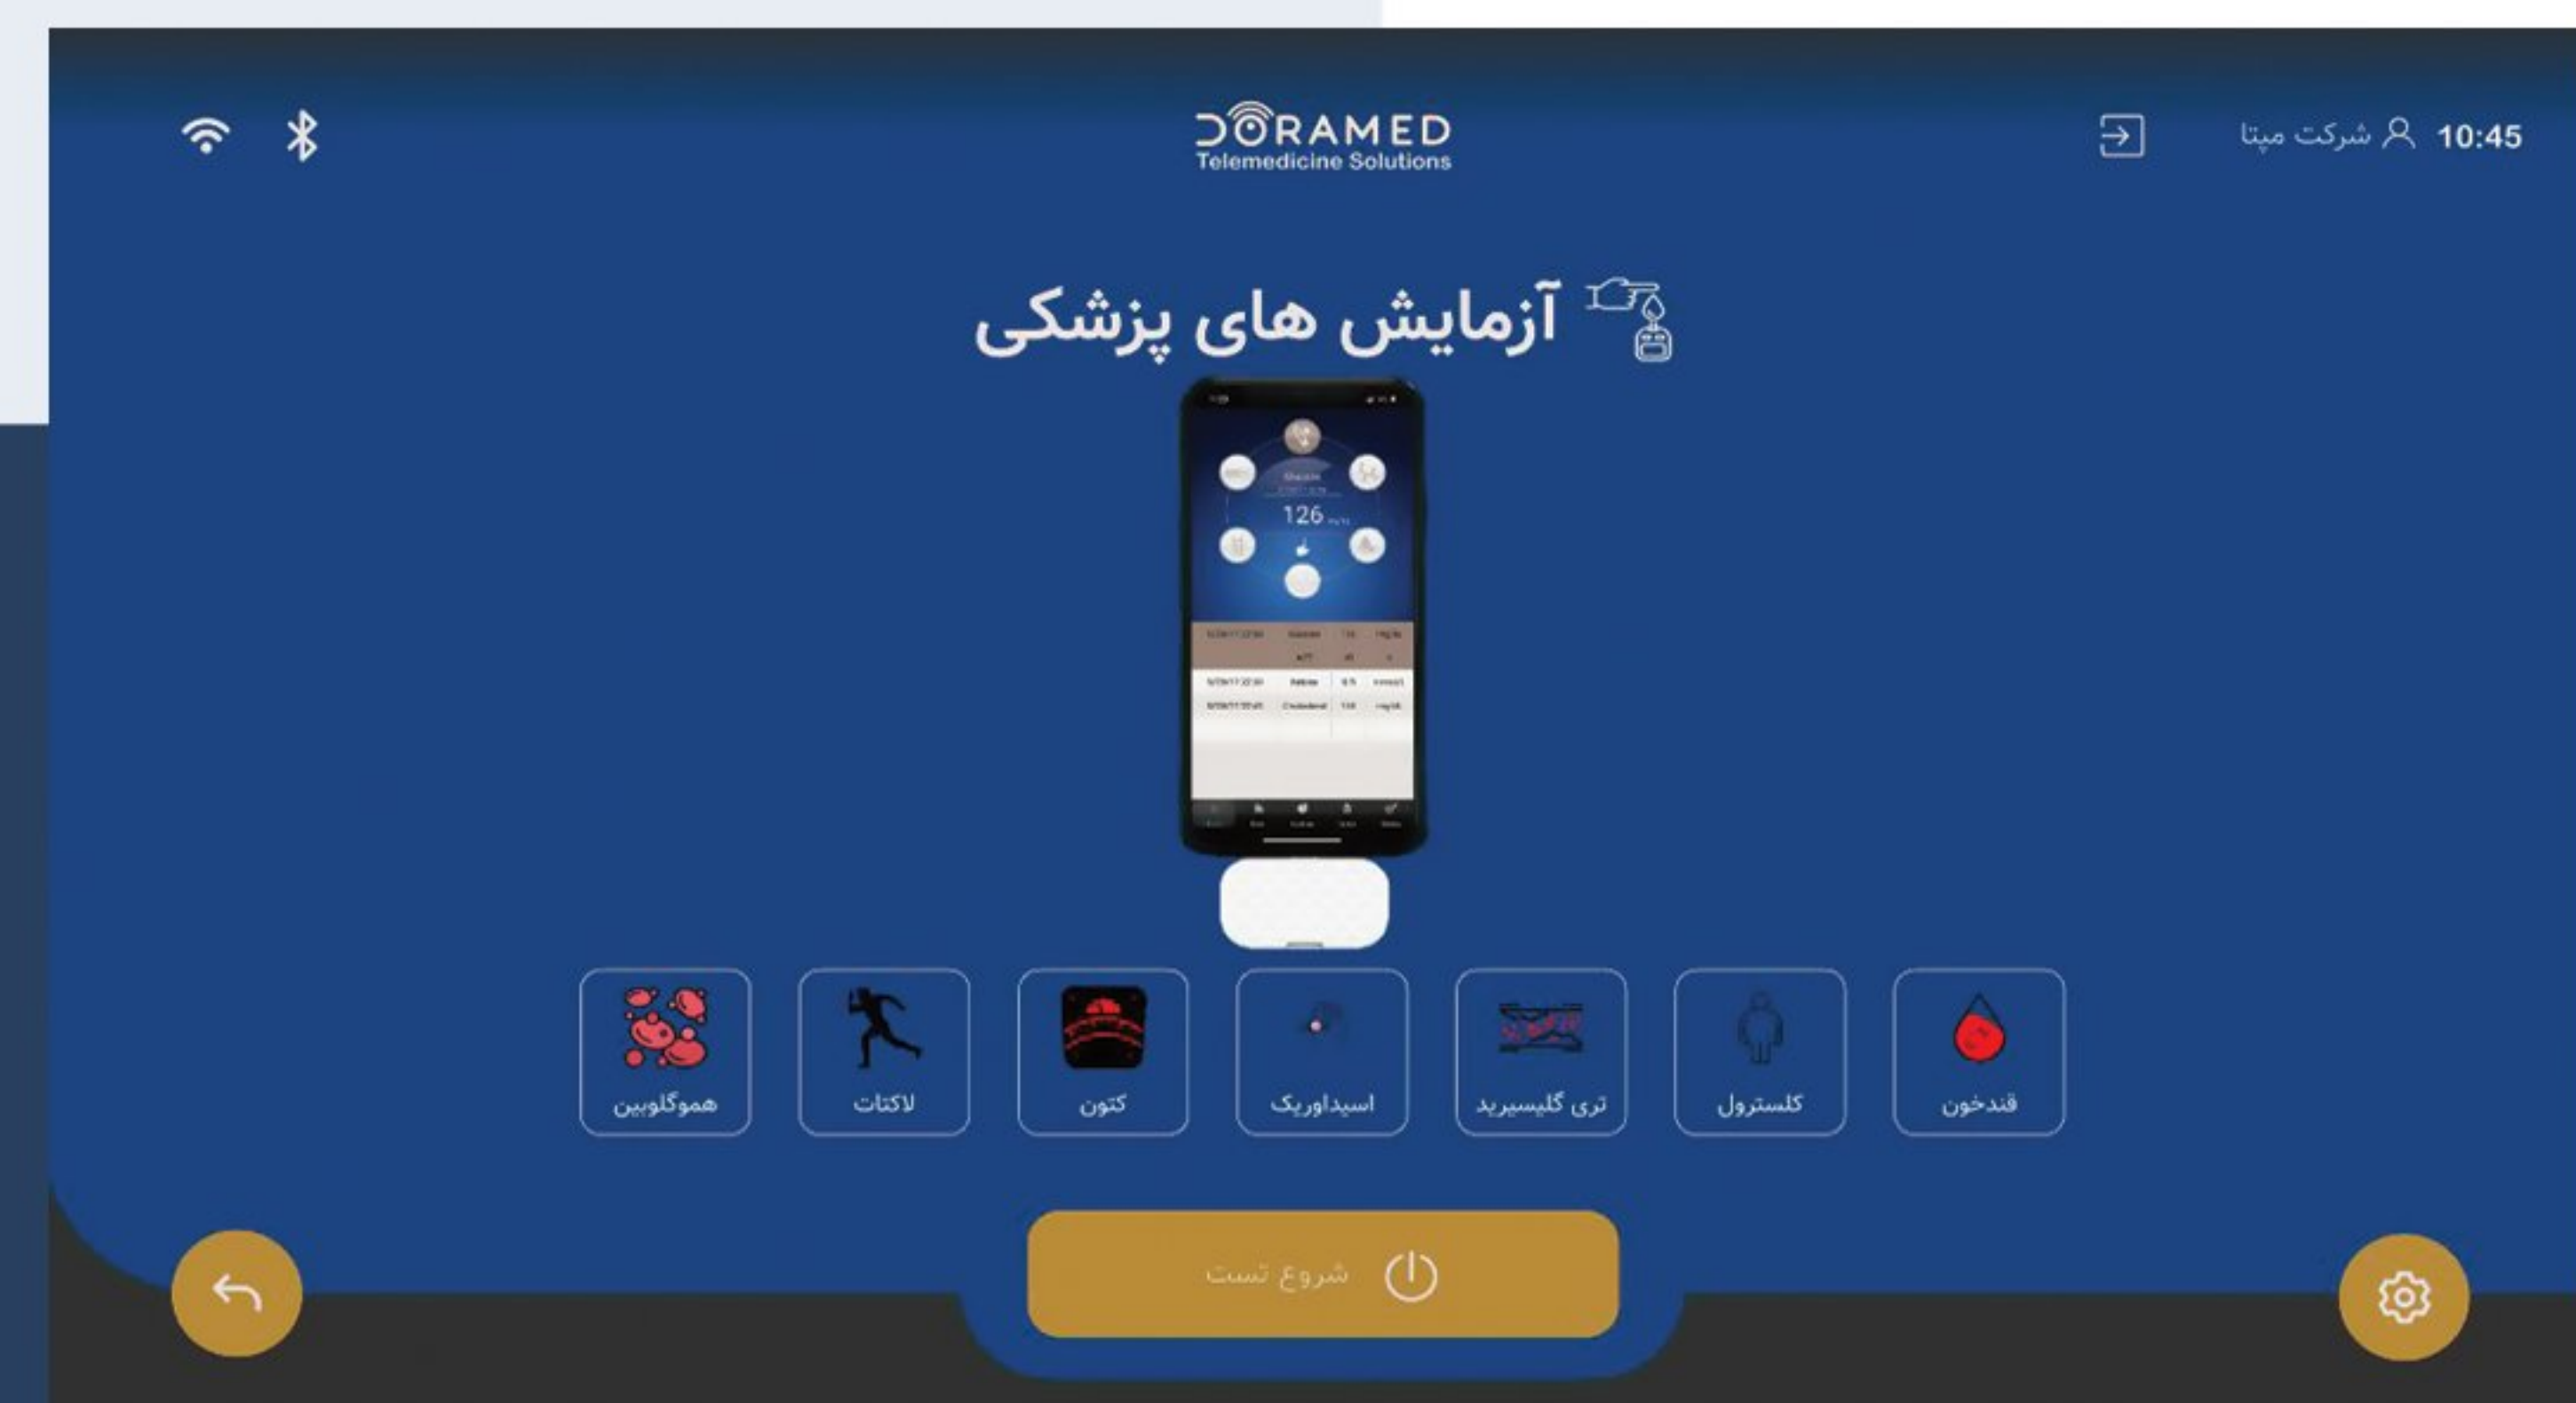 10:45 شرکت میتا
DORAMED
Telemedicine Solutions
آزمایش های پزشکی
126
قندخون
کلسترول
تری گلیسیرید
اسیداوریک
کتون
لاکتات
هموگلوبین
شروع تست